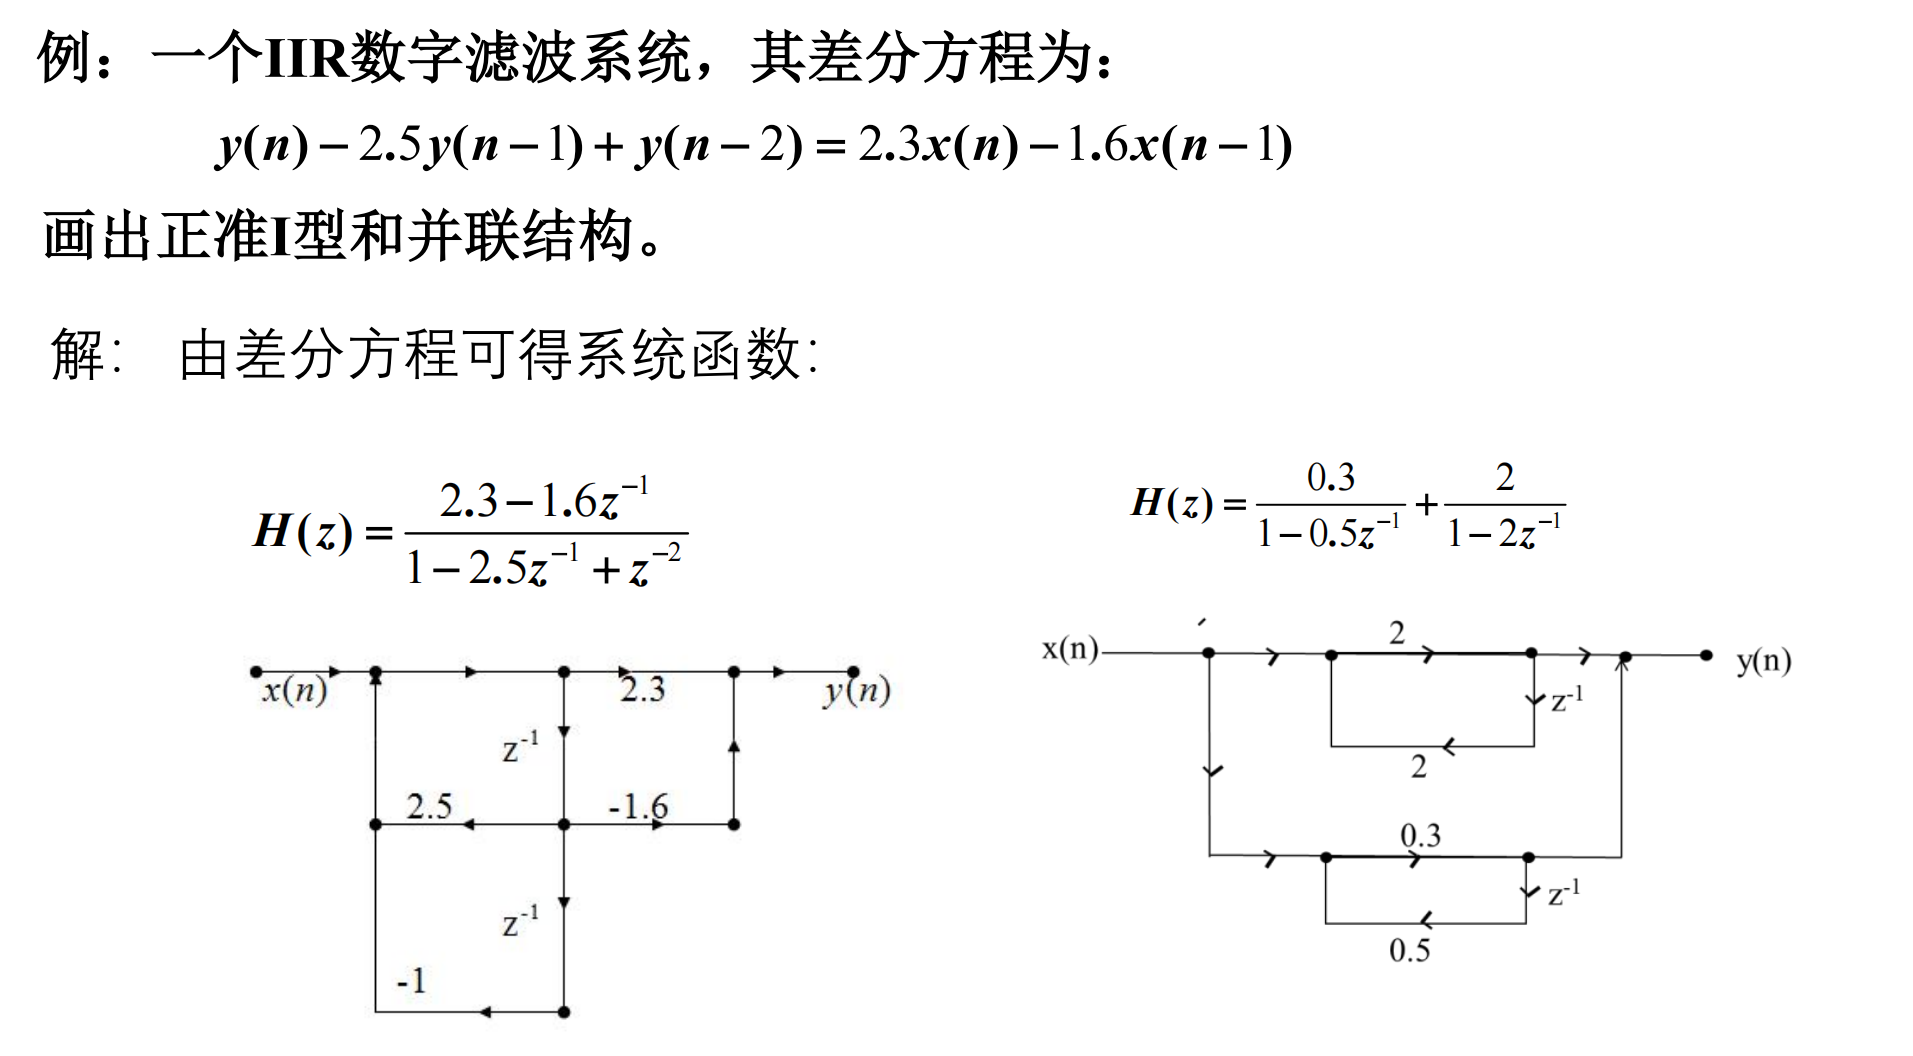 例：一个IIR数字滤波系统，其差分方程为：
y(n)−2.5y(n−1)+y(n−2)=2.3x(n)−1.6x(n−1)
画出正准I型和并联结构。
解： 由差分方程可得系统函数：
H(z)=\frac{2.3−1.6z^{−1}}{1−2.5z^{−1}+z^{−2}}
x(n)
2.3
y(n)
z^{-1}
2.5
-1.6
z^{-1}
-1
H(z)=\frac{0.3}{1−0.5z^{−1}}+\frac{2}{1−2z^{−1}}
x(n)
2
y(n)
z^{-1}
2
0.3
z^{-1}
0.5